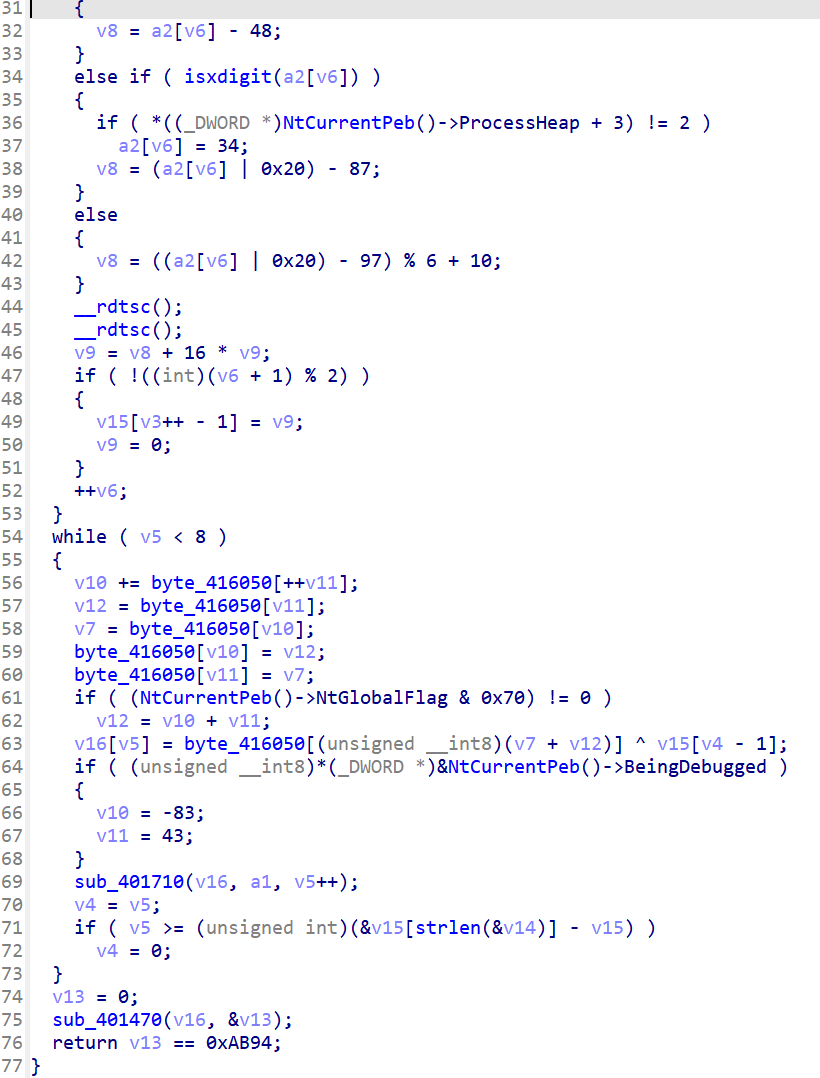 31 {
32 v8 = a2[v6] - 48;
33 }
34 else if ( isxdigit(a2[v6]) )
35 {
36 if ( *((_DWORD *)NtCurrentPeb()->ProcessHeap + 3) != 2 )
37 a2[v6] = 34;
38 v8 = (a2[v6] | 0x20) - 87;
39 }
40 else
41 {
42 v8 = ((a2[v6] | 0x20) - 97) % 6 + 10;
43 }
44 __rdtsc();
45 __rdtsc();
46 v9 = v8 + 16 * v9;
47 if ( !((int)(v6 + 1) % 2) )
48 {
49 v15[v3++ - 1] = v9;
50 v9 = 0;
51 }
52 ++v6;
53 }
54 while ( v5 < 8 )
55 {
56 v10 += byte_416050[++v11];
57 v12 = byte_416050[v11];
58 v7 = byte_416050[v10];
59 byte_416050[v10] = v12;
60 byte_416050[v11] = v7;
61 if ( (NtCurrentPeb()->NtGlobalFlag & 0x70) != 0 )
62 v12 = v10 + v11;
63 v16[v5] = byte_416050[(unsigned __int8)(v7 + v12)] ^ v15[v4 - 1];
64 if ( (unsigned __int8)*(_DWORD *)&NtCurrentPeb()->BeingDebugged )
65 {
66 v10 = -83;
67 v11 = 43;
68 }
69 sub_401710(v16, a1, v5++);
70 v4 = v5;
71 if ( v5 >= (unsigned int)(&v15[strlen(&v14)] - v15) )
72 v4 = 0;
73 }
74 v13 = 0;
75 sub_401470(v16, &v13);
76 return v13 == 0xAB94;
77 }